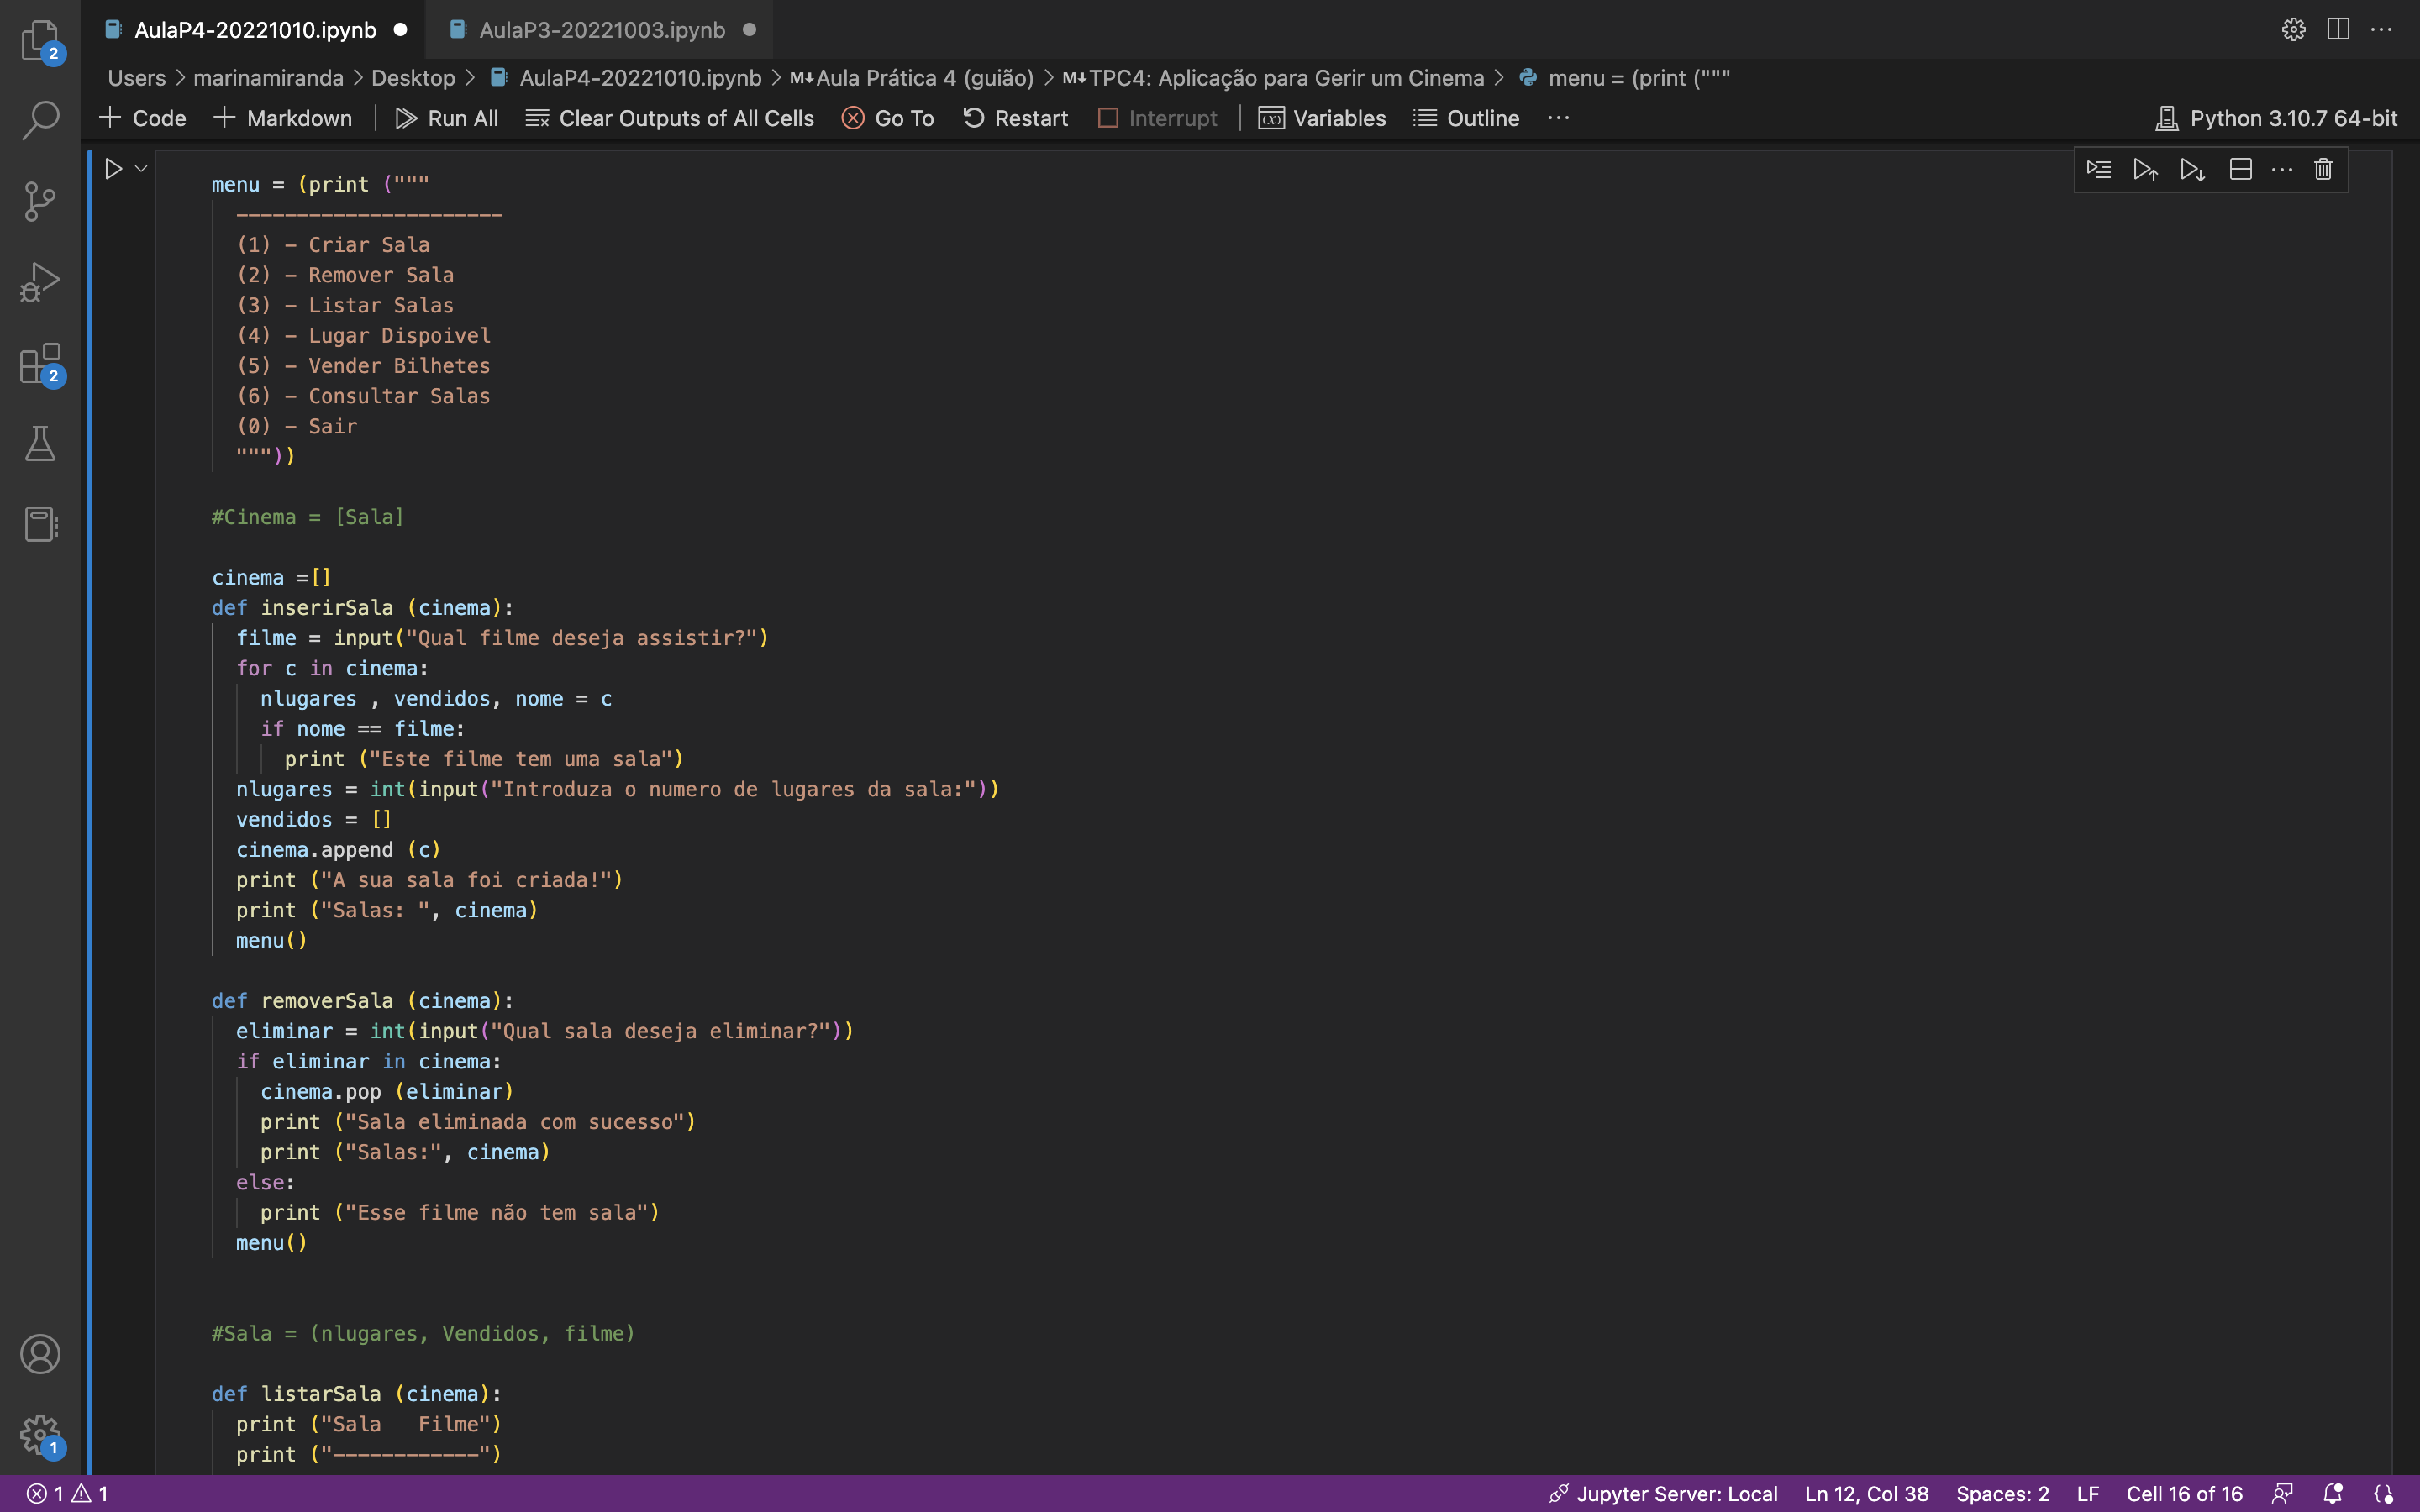 AulaP4-20221010.ipynb AulaP3-20221003.ipynb
Users > marinamiranda > Desktop > AulaP4-20221010.ipynb > M↓Aula Prática 4 (guião) > M↓TPC4: Aplicação para Gerir um Cinema > menu = (print ("""
+ Code + Markdown Run All Clear Outputs of All Cells Go To Restart Interrupt Variables Outline ... Python 3.10.7 64-bit
menu = (print ("""
----------------------
(1) - Criar Sala
(2) - Remover Sala
(3) - Listar Salas
(4) - Lugar Dispoivel
(5) - Vender Bilhetes
(6) - Consultar Salas
(0) - Sair
"""))
#Cinema = [Sala]
cinema =[]
def inserirSala (cinema):
filme = input("Qual filme deseja assistir?")
for c in cinema:
nlugares , vendidos, nome = c
if nome == filme:
print ("Este filme tem uma sala")
nlugares = int(input("Introduza o numero de lugares da sala:"))
vendidos = []
cinema.append (c)
print ("A sua sala foi criada!")
print ("Salas: ", cinema)
menu()
def removerSala (cinema):
eliminar = int(input("Qual sala deseja eliminar?"))
if eliminar in cinema:
cinema.pop (eliminar)
print ("Sala eliminada com sucesso")
print ("Salas:", cinema)
else:
print ("Esse filme não tem sala")
menu()
#Sala = (nlugares, Vendidos, filme)
def listarSala (cinema):
print ("Sala   Filme")
print ("------------")
2
2
1
1 1 Jupyter Server: Local Ln 12, Col 38 Spaces: 2 LF Cell 16 of 16